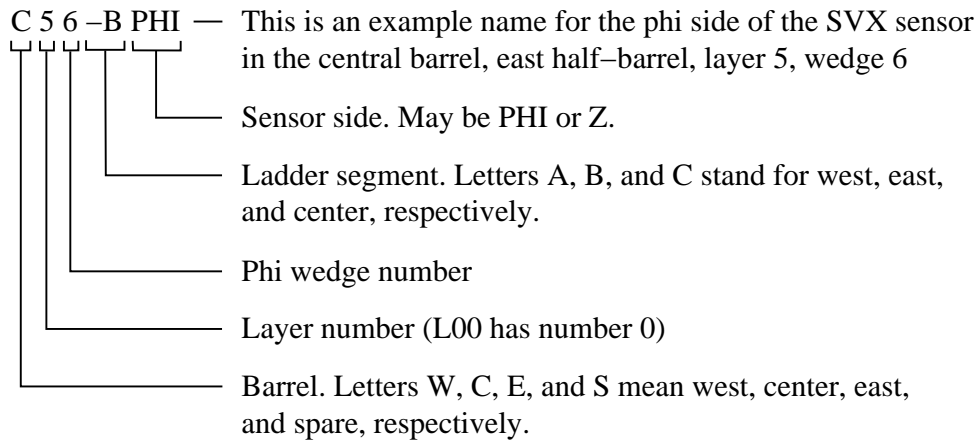 C 5 6 –B PHI — This is an example name for the phi side of the SVX sensor
in the central barrel, east half–barrel, layer 5, wedge 6
Sensor side. May be PHI or Z.
Ladder segment. Letters A, B, and C stand for west, east,
and center, respectively.
Phi wedge number
Layer number (L00 has number 0)
Barrel. Letters W, C, E, and S mean west, center, east,
and spare, respectively.